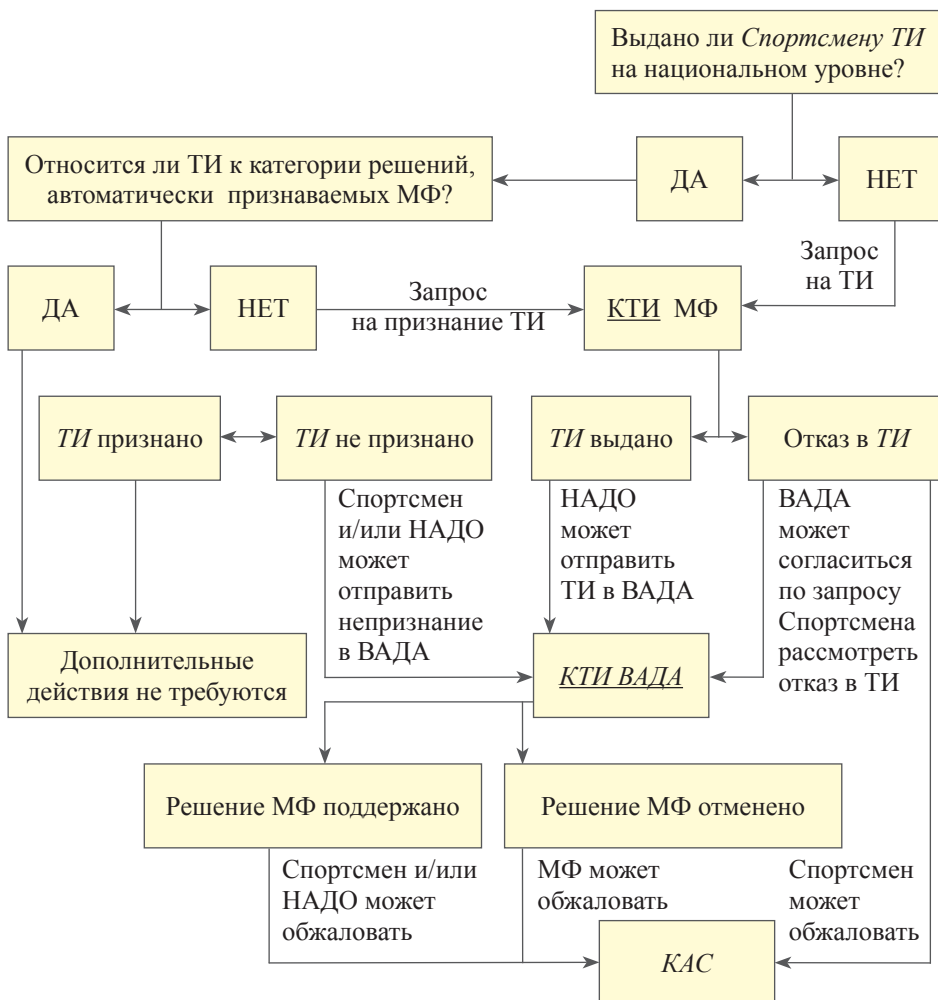 Выдано ли Спортсмену ТИ
на национальном уровне?
Относится ли ТИ к категории решений,
автоматически признаваемых МФ?
ДА
НЕТ
Запрос
на ТИ
ДА
НЕТ
Запрос
на признание ТИ
КТИ МФ
ТИ признано
ТИ не признано
ТИ выдано
Отказ в ТИ
Спортсмен
и/или НАДО
может
отправить
непризнание
в ВАДА
НАДО
может
отправить
ТИ в ВАДА
ВАДА
может
согласиться
по запросу
Спортсмена
рассмотреть
отказ в ТИ
Дополнительные
действия не требуются
КТИ ВАДА
Решение МФ поддержано
Решение МФ отменено
Спортсмен и/или
НАДО может
обжаловать
МФ может
обжаловать
Спортсмен
может
обжаловать
КАС